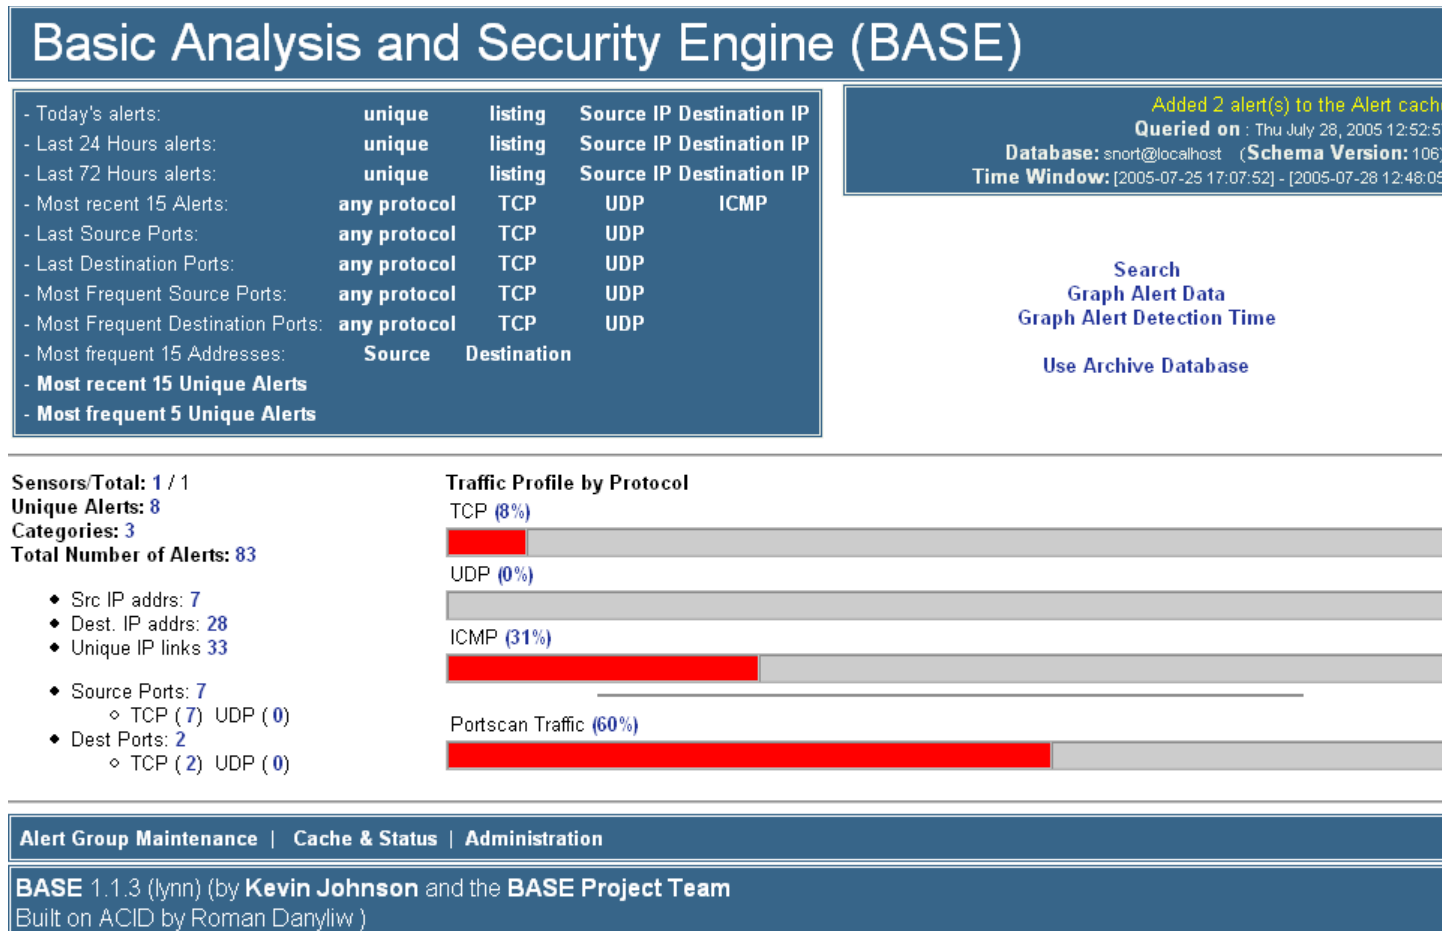 Basic Analysis and Security Engine (BASE)
- Today's alerts: unique listing Source IP Destination IP
- Last 24 Hours alerts: unique listing Source IP Destination IP
- Last 72 Hours alerts: unique listing Source IP Destination IP
- Most recent 15 Alerts: any protocol TCP UDP ICMP
- Last Source Ports: any protocol TCP UDP
- Last Destination Ports: any protocol TCP UDP
- Most Frequent Source Ports: any protocol TCP UDP
- Most Frequent Destination Ports: any protocol TCP UDP
- Most frequent 15 Addresses: Source Destination
- Most recent 15 Unique Alerts
- Most frequent 5 Unique Alerts
Added 2 alert(s) to the Alert cache
Queried on : Thu July 28, 2005 12:52:5
Database: snort@localhost (Schema Version: 106)
Time Window: [2005-07-25 17:07:52] - [2005-07-28 12:48:05
Search
Graph Alert Data
Graph Alert Detection Time
Use Archive Database
Sensors/Total: 1 / 1
Unique Alerts: 8
Categories: 3
Total Number of Alerts: 83
Src IP addrs: 7
Dest. IP addrs: 28
Unique IP links 33
Source Ports: 7
TCP ( 7) UDP ( 0)
Dest Ports: 2
TCP ( 2) UDP ( 0)
Traffic Profile by Protocol
TCP (8%)
UDP (0%)
ICMP (31%)
Portscan Traffic (60%)
Alert Group Maintenance | Cache & Status | Administration
BASE 1.1.3 (lynn) (by Kevin Johnson and the BASE Project Team
Built on ACID by Roman Danyliw )